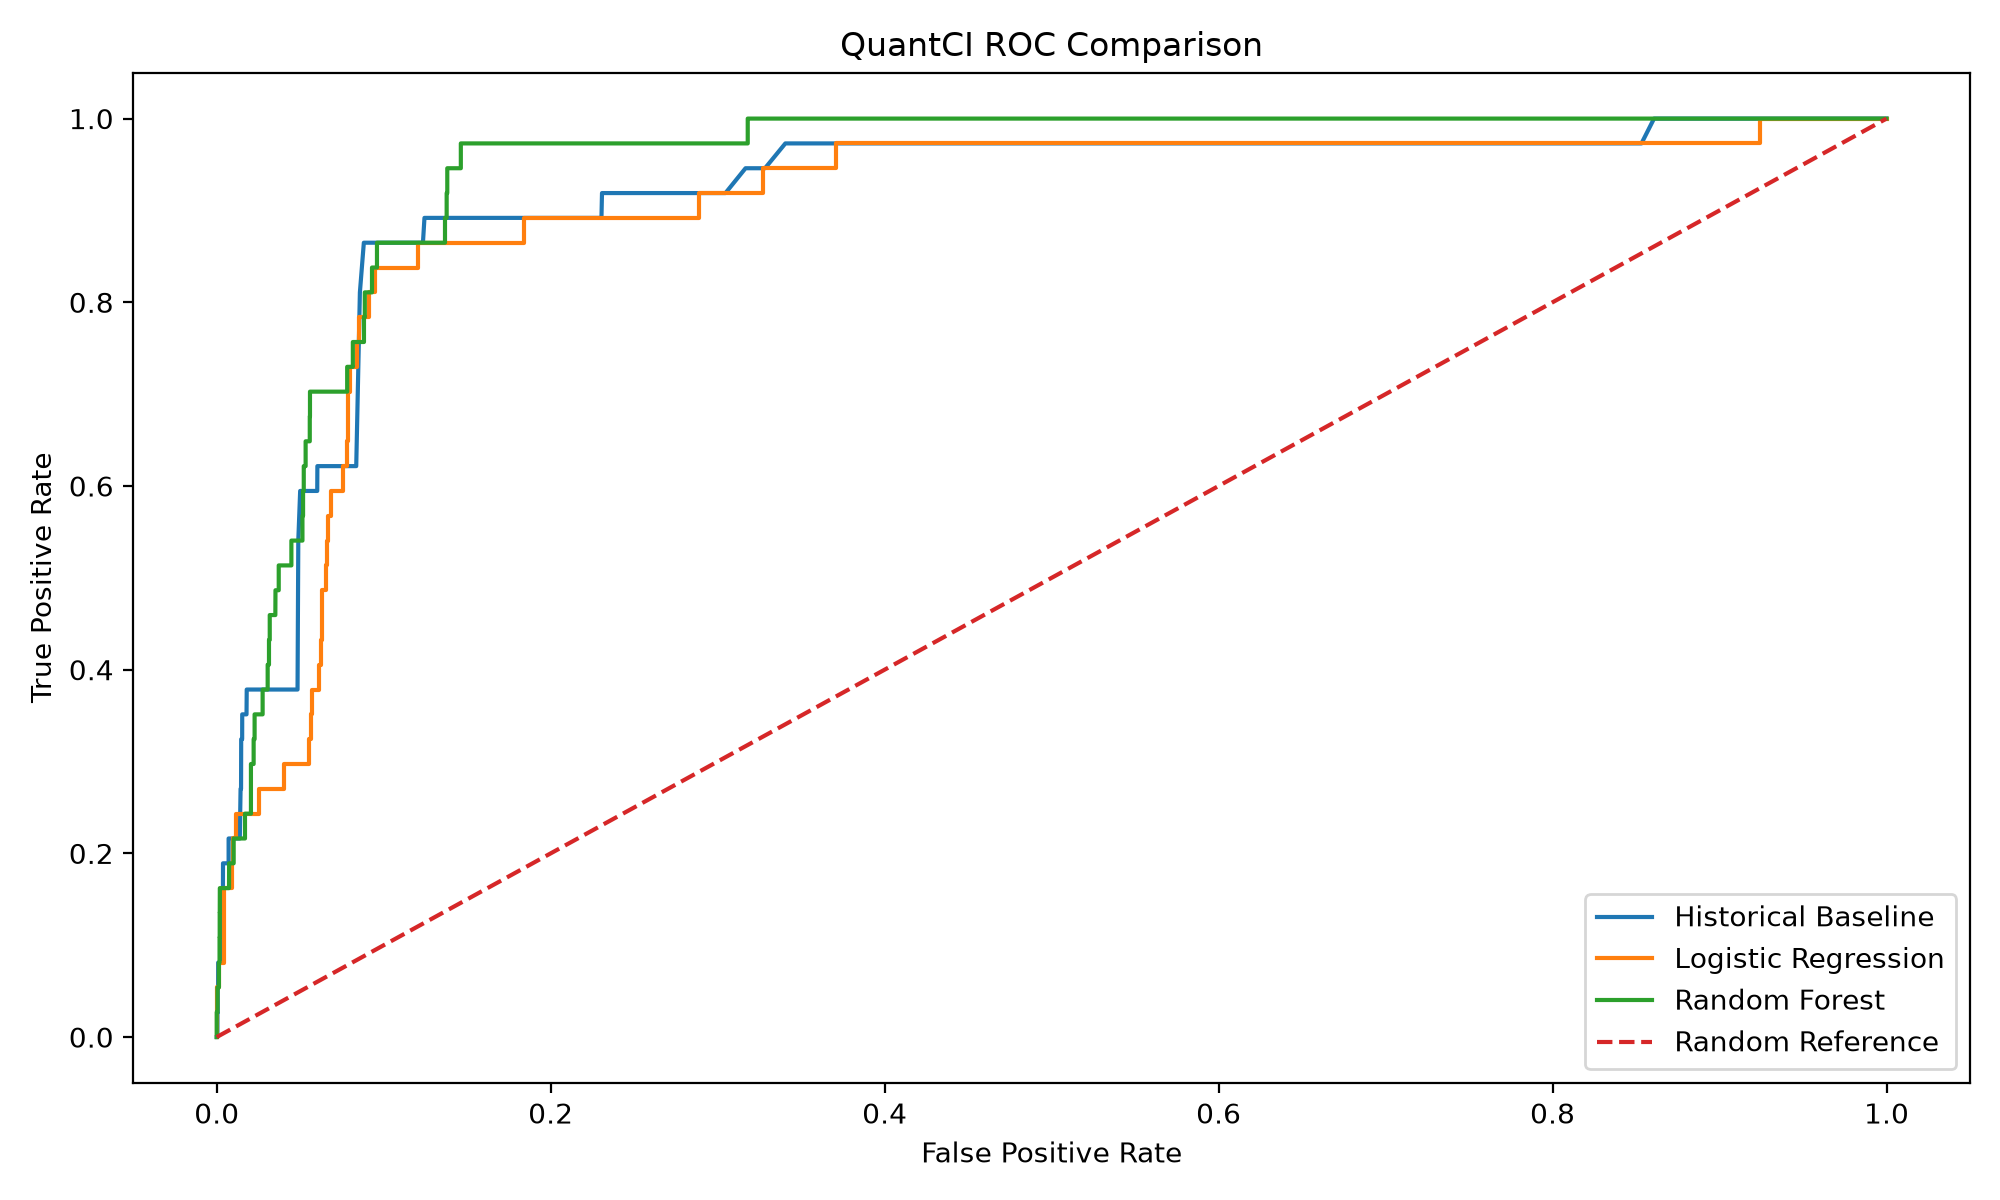 QuantCI ROC Comparison
True Positive Rate
1.0
0.8
0.6
0.4
0.2
0.0
0.0 0.2 0.4 0.6 0.8 1.0
False Positive Rate
Historical Baseline
Logistic Regression
Random Forest
Random Reference